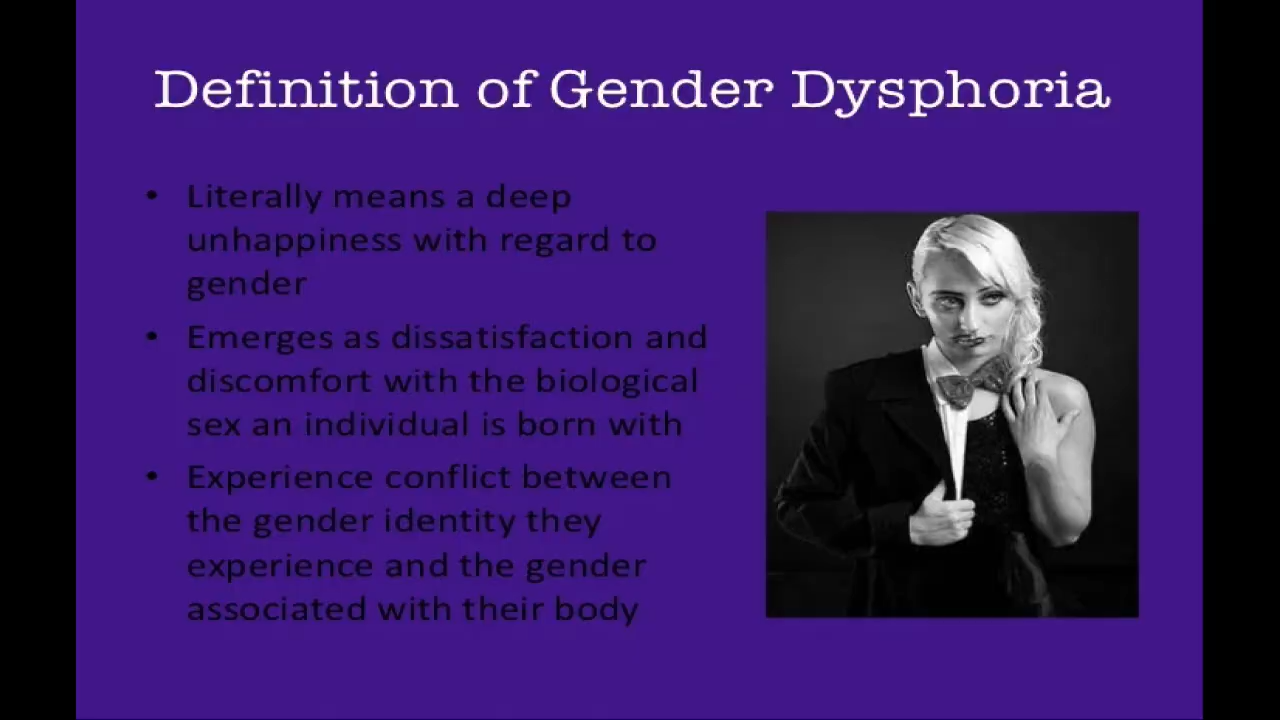 Definition of Gender Dysphoria
• Literally means a deep
unhappiness with regard to
gender
• Emerges as dissatisfaction and
discomfort with the biological
sex an individual is born with
• Experience conflict between
the gender identity they
experience and the gender
associated with their body